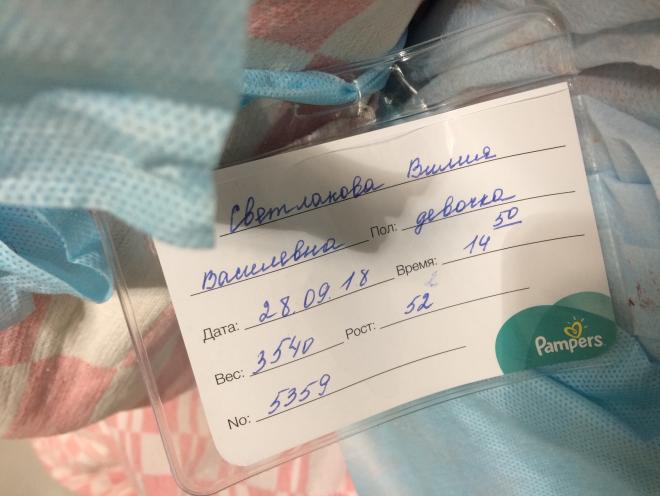 Светлакова Вилия
Васильевна Пол: девочка
Дата: 28.09.18 Время: 14 50
Вес: 3540 Рост: 52
No: 5359
Pampers